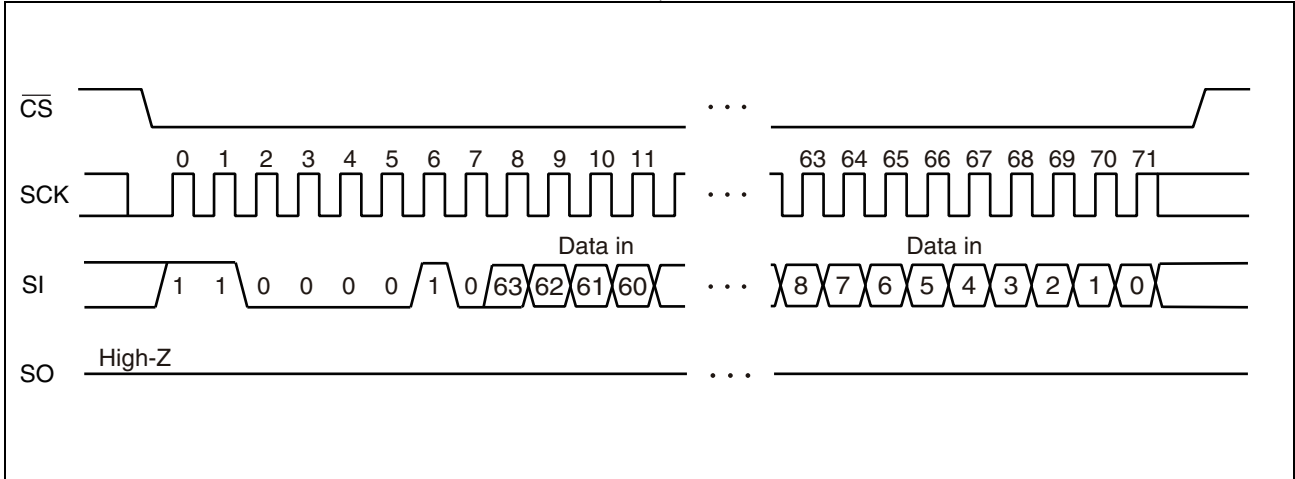 CS
0 1 2 3 4 5 6 7 8 9 10 11 63 64 65 66 67 68 69 70 71
SCK
Data in Data in
SI 1 1 0 0 0 0 1 0 63 62 61 60 ... 8 7 6 5 4 3 2 1 0
High-Z
SO